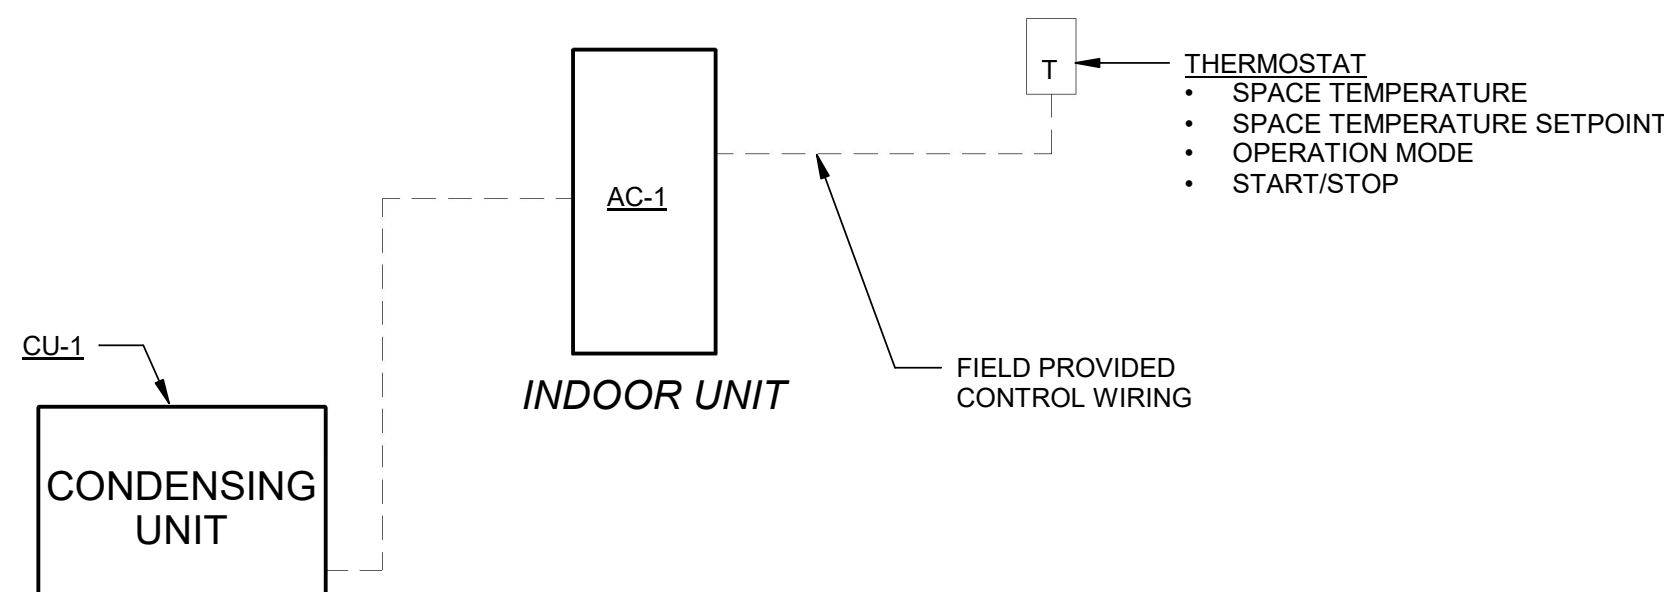 T
THERMOSTAT
• SPACE TEMPERATURE
• SPACE TEMPERATURE SETPOINT
• OPERATION MODE
• START/STOP
AC-1
CU-1
FIELD PROVIDED
CONTROL WIRING
INDOOR UNIT
CONDENSING
UNIT